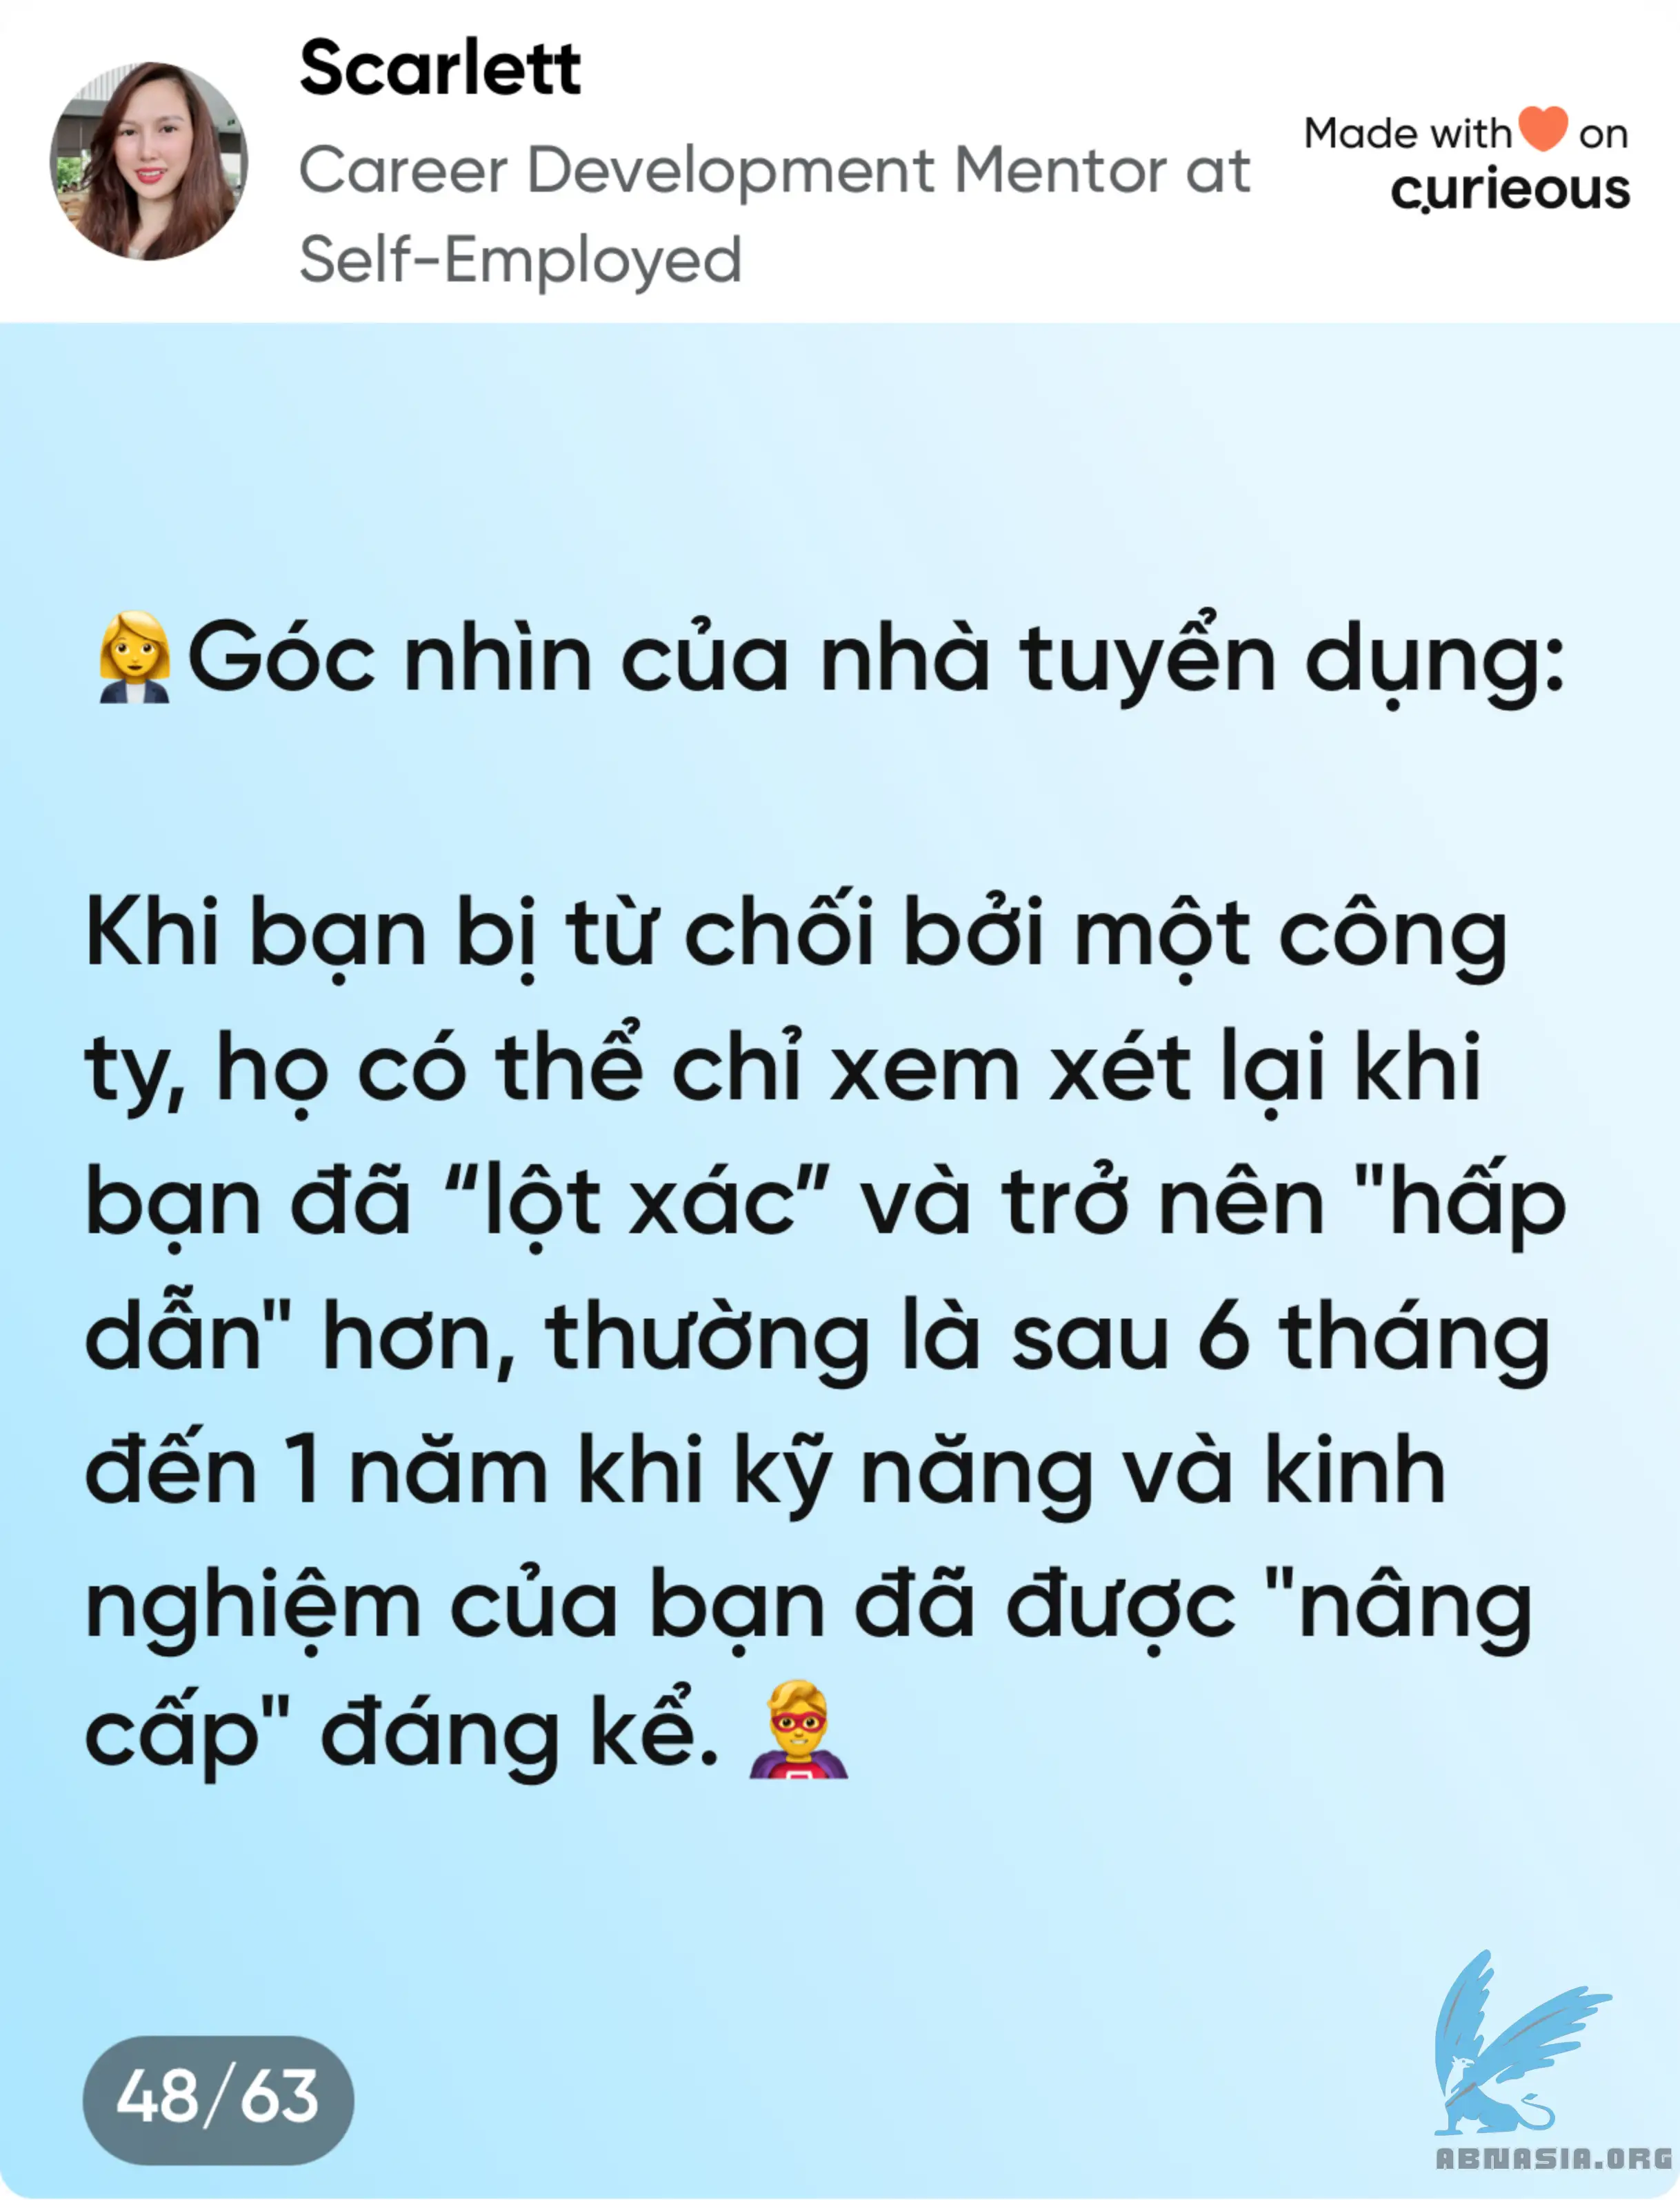 Scarlett
Career Development Mentor at
Self-Employed
Made with🧡on
curieous
👩‍💼Góc nhìn của nhà tuyển dụng:
Khi bạn bị từ chối bởi một công
ty, họ có thể chỉ xem xét lại khi
bạn đã “lột xác” và trở nên "hấp
dẫn" hơn, thường là sau 6 tháng
đến 1 năm khi kỹ năng và kinh
nghiệm của bạn đã được "nâng
cấp" đáng kể. 🦸‍♂️
48/63
ABNASIA.ORG